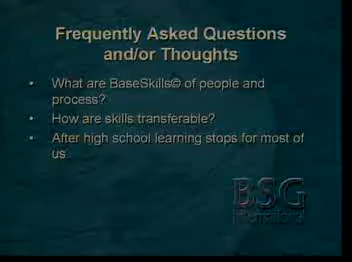 Frequently Asked Questions
and/or Thoughts
• What are BaseSkills© of people and
process?
• How are skills transferable?
• After high school learning stops for most of
us.
BSG
International